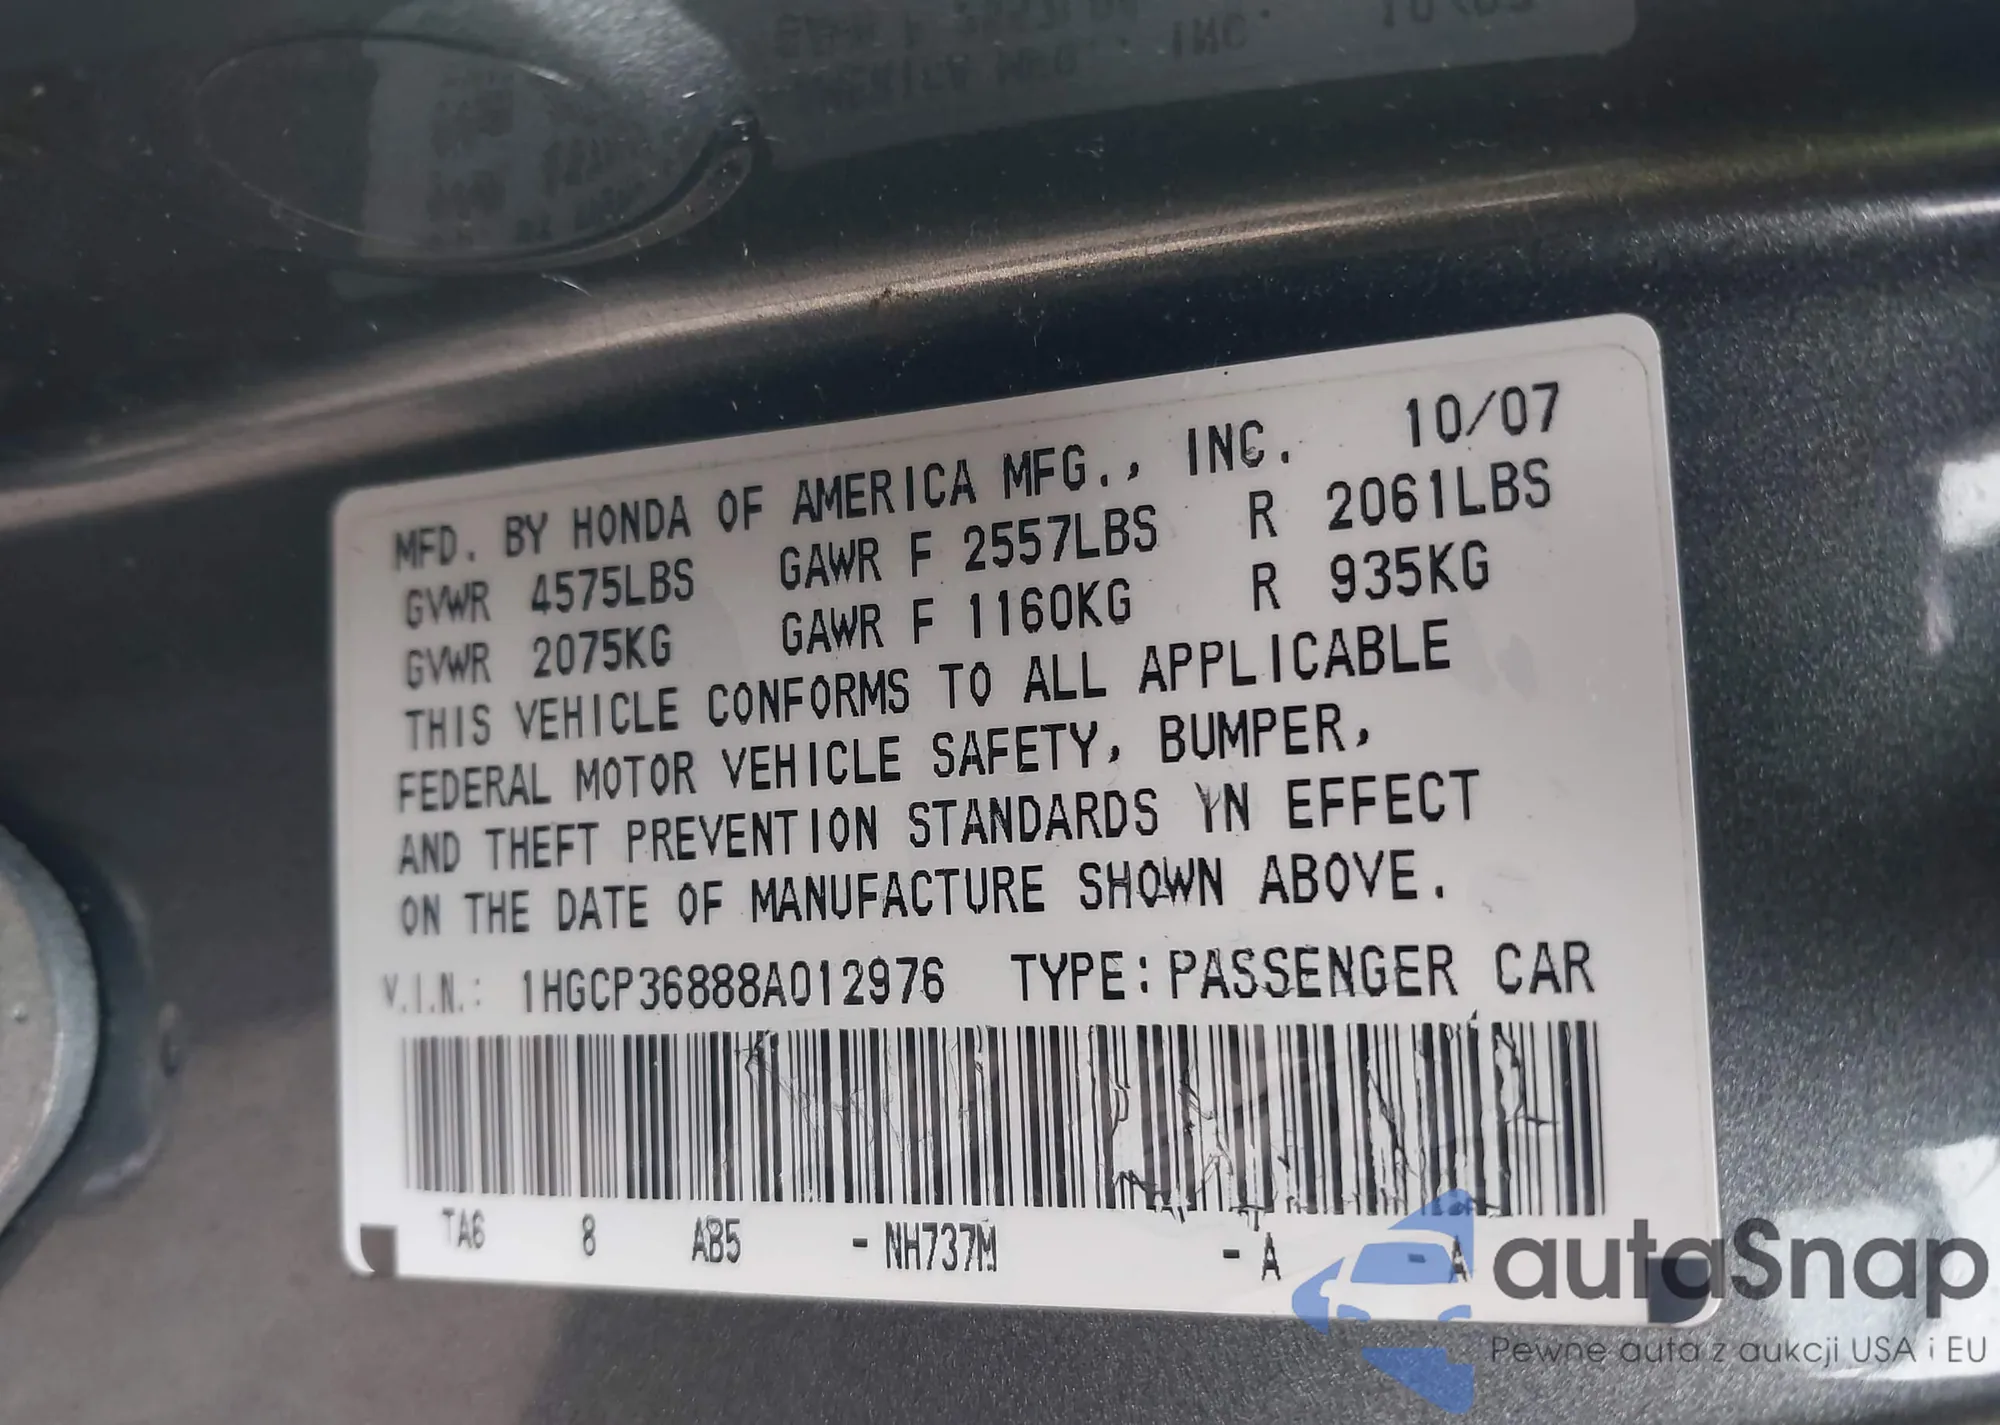 MFD. BY HONDA OF AMERICA MFG., INC. 10/07
GVWR 4575LBS GAWR F 2557LBS R 2061LBS
GVWR 2075KG GAWR F 1160KG R 935KG
THIS VEHICLE CONFORMS TO ALL APPLICABLE
FEDERAL MOTOR VEHICLE SAFETY, BUMPER,
AND THEFT PREVENTION STANDARDS IN EFFECT
ON THE DATE OF MANUFACTURE SHOWN ABOVE.
V.I.N.: 1HGCP36888A012976 TYPE: PASSENGER CAR
TA6 8 AB5 - NH737M - A - A
autaSnap
Pewne auta z aukcji USA i EU